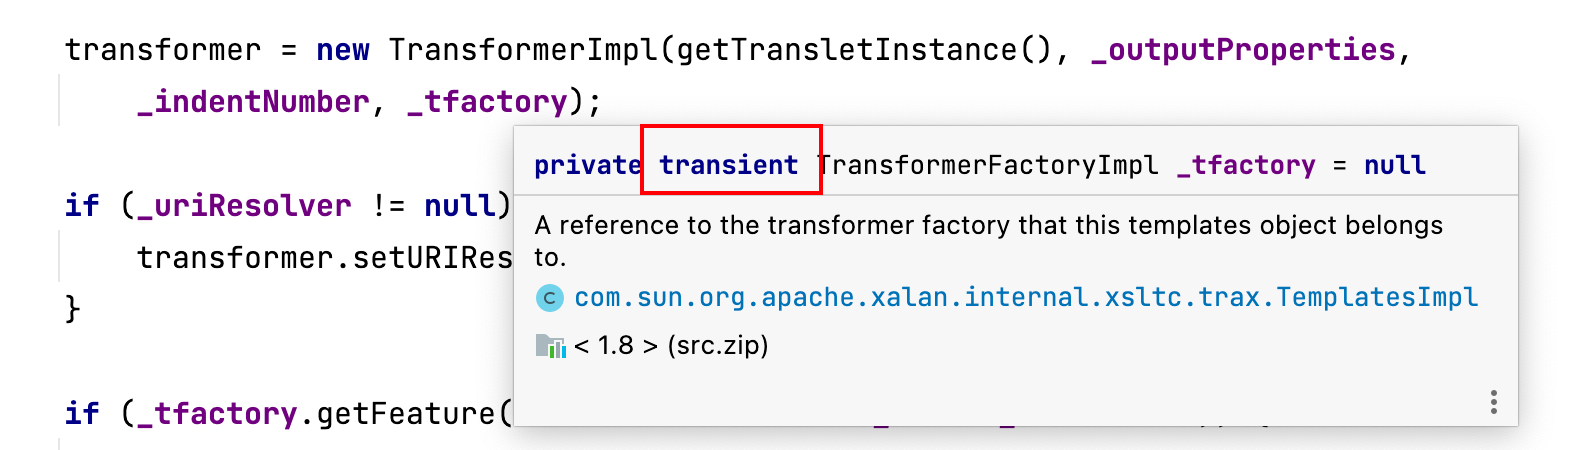 transformer = new TransformerImpl(getTransletInstance(), _outputProperties,
_indentNumber, _tfactory);
private transient TransformerFactoryImpl _tfactory = null
if (_uriResolver != null)
A reference to the transformer factory that this templates object belongs
to.
transformer.setURIRes
C com.sun.org.apache.xalan.internal.xsltc.trax.TemplatesImpl
}
< 1.8 > (src.zip)
if (_tfactory.getFeature(